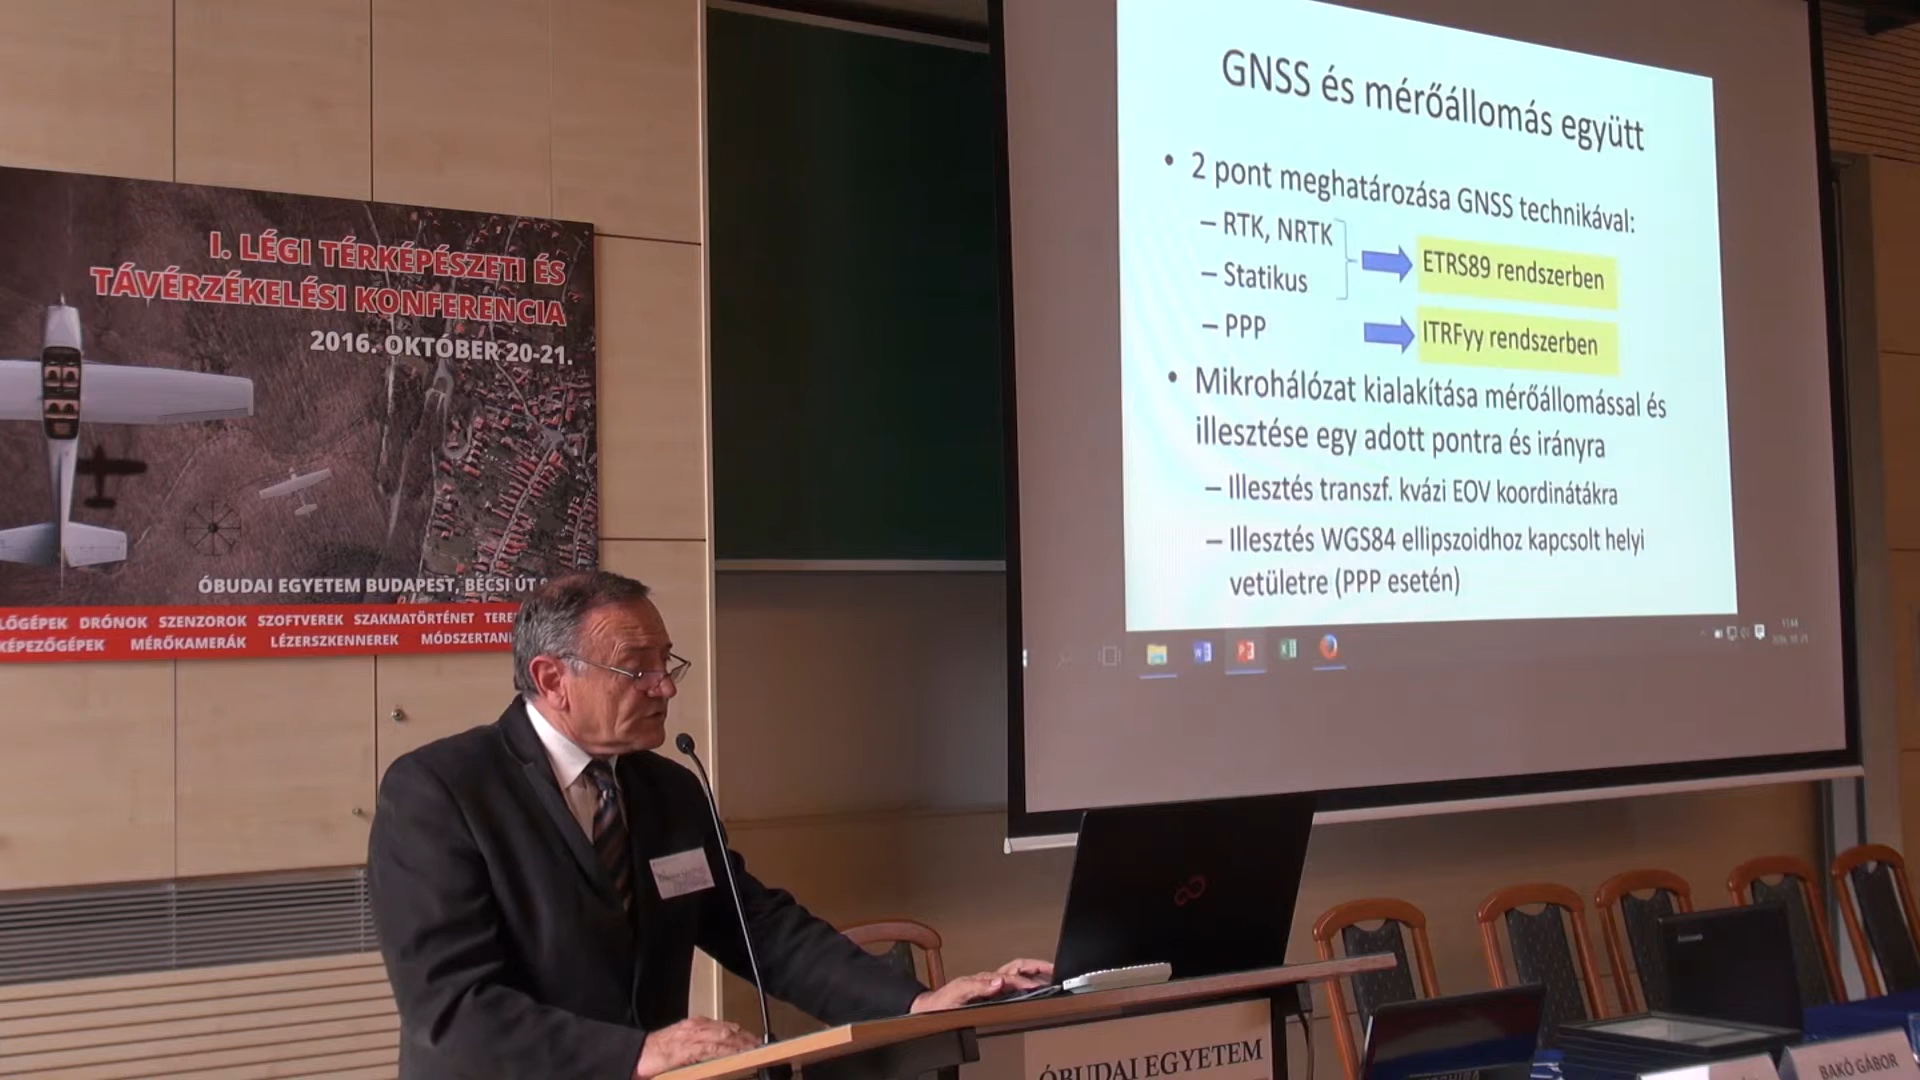 I. LÉGI TÉRKÉPÉSZETI ÉS
TÁVÉRZÉKELÉSI KONFERENCIA
2016. OKTÓBER 20-21.
ÓBUDAI EGYETEM BUDAPEST, BÉCSI ÚT
DRÓNOK SZENZOROK SZOFTVEREK SZAKMATÖRTÉNET
MÉRŐKAMERÁK LÉZERSZKENNEREK
GNSS és mérőállomás együtt
• 2 pont meghatározása GNSS technikával:
– RTK, NRTK
ETRS89 rendszerben
– Statikus
– PPP
ITRFyy rendszerben
• Mikrohálózat kialakítása mérőállomással és
illesztése egy adott pontra és irányra
– Illesztés transzf. kvázi EOV koordinátákra
– Illesztés WGS84 ellipszoidhoz kapcsolt helyi
vetületre (PPP esetén)
ÓBUDAI EGYETEM
BAKÓ GÁBOR